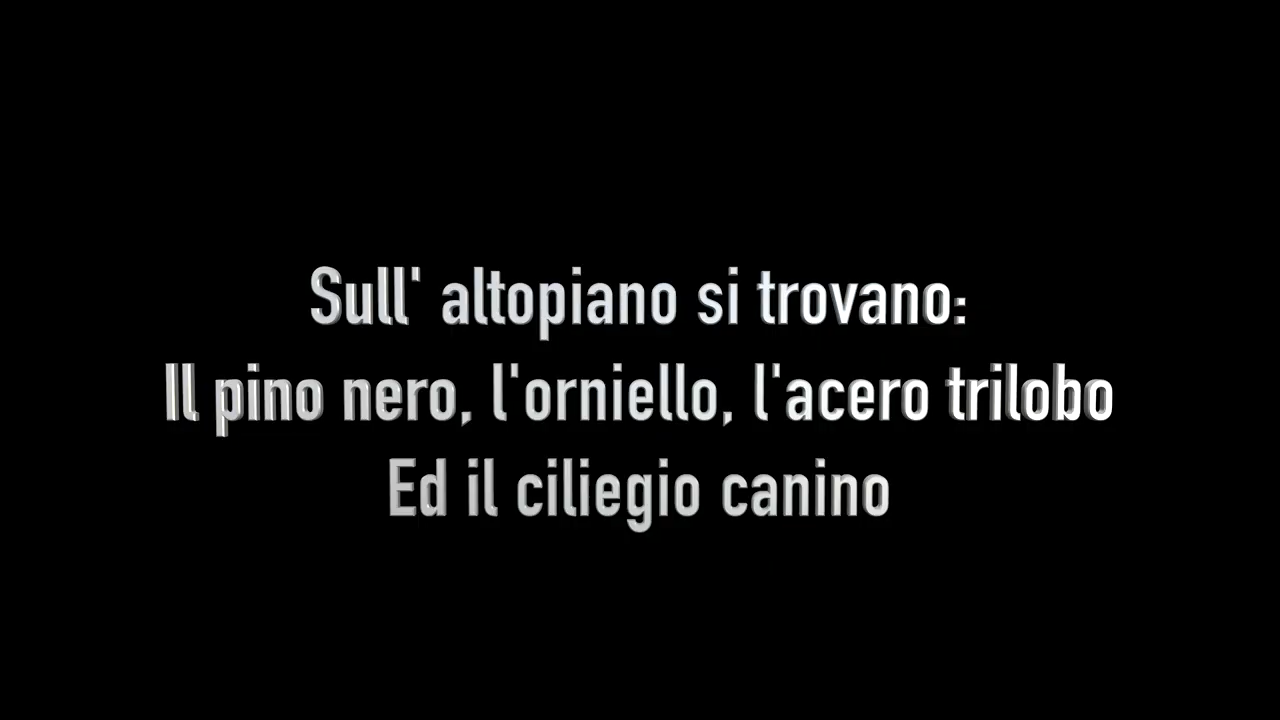 Sull' altopiano si trovano:
Il pino nero, l'orniello, l'acero trilobo
Ed il ciliegio canino